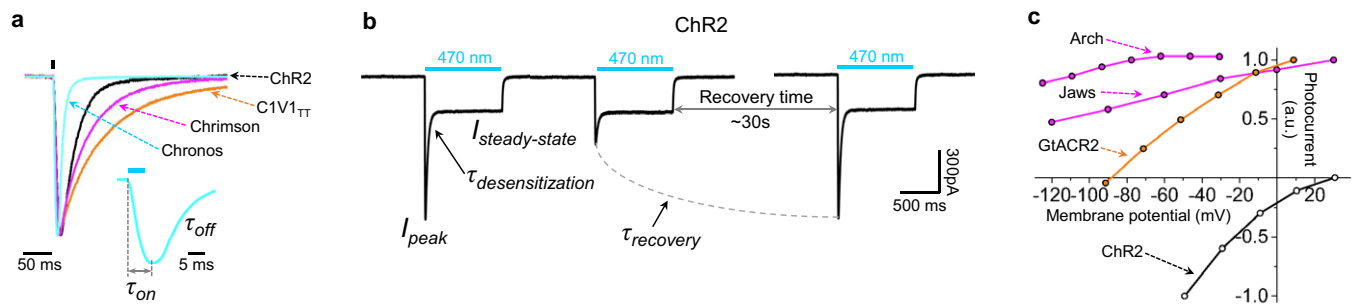 a
ChR2
C1V1TT
Chrimson
Chronos
τoff
50 ms
5 ms
τon
b
ChR2
470 nm
470 nm
470 nm
Recovery time
~30s
Isteady-state
τdesensitization
Ipeak
τrecovery
300pA
500 ms
c
Arch
Jaws
GtACR2
ChR2
1.0
0.5
-0.5
-1.0
Photocurrent
(a.u.)
-120 -100 -80 -60 -40 -20 20
Membrane potential (mV)